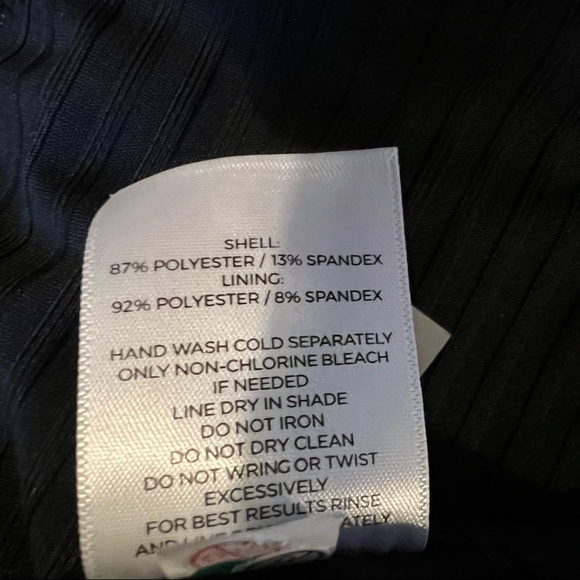 SHELL:
87% POLYESTER / 13% SPANDEX
LINING:
92% POLYESTER / 8% SPANDEX
HAND WASH COLD SEPARATELY
ONLY NON-CHLORINE BLEACH
IF NEEDED
LINE DRY IN SHADE
DO NOT IRON
DO NOT DRY CLEAN
DO NOT WRING OR TWIST
EXCESSIVELY
FOR BEST RESULTS RINSE
AND